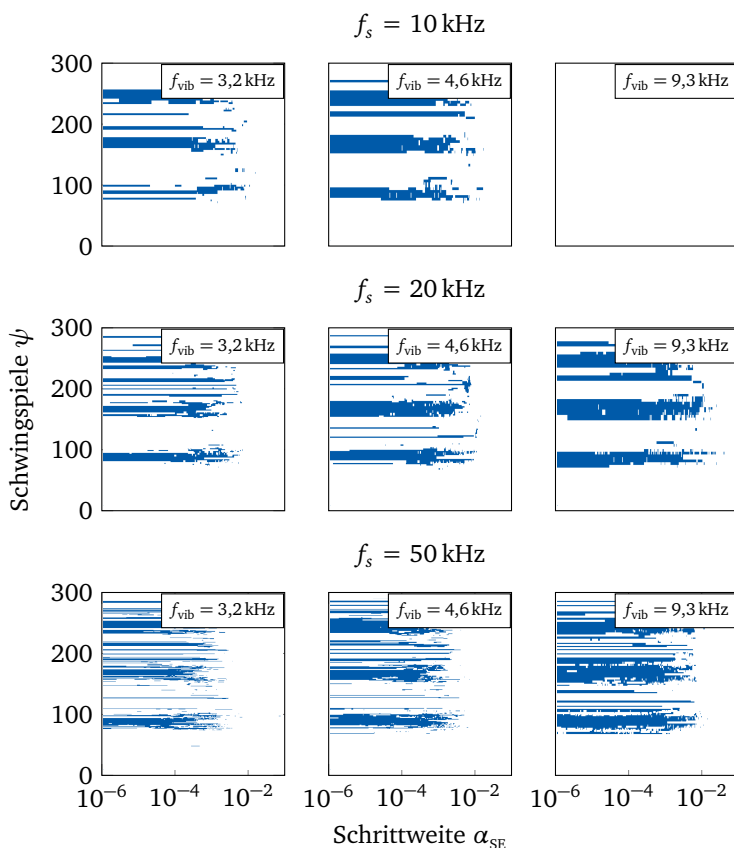 f_s = 10 kHz
300
200
100
0
f_vib = 3,2 kHz
f_vib = 4,6 kHz
f_vib = 9,3 kHz
f_s = 20 kHz
Schwingspiele ψ
300
200
100
0
f_vib = 3,2 kHz
f_vib = 4,6 kHz
f_vib = 9,3 kHz
f_s = 50 kHz
300
200
100
0
f_vib = 3,2 kHz
f_vib = 4,6 kHz
f_vib = 9,3 kHz
10^−6 10^−4 10^−2 10^−6 10^−4 10^−2 10^−6 10^−4 10^−2
Schrittweite α_SE